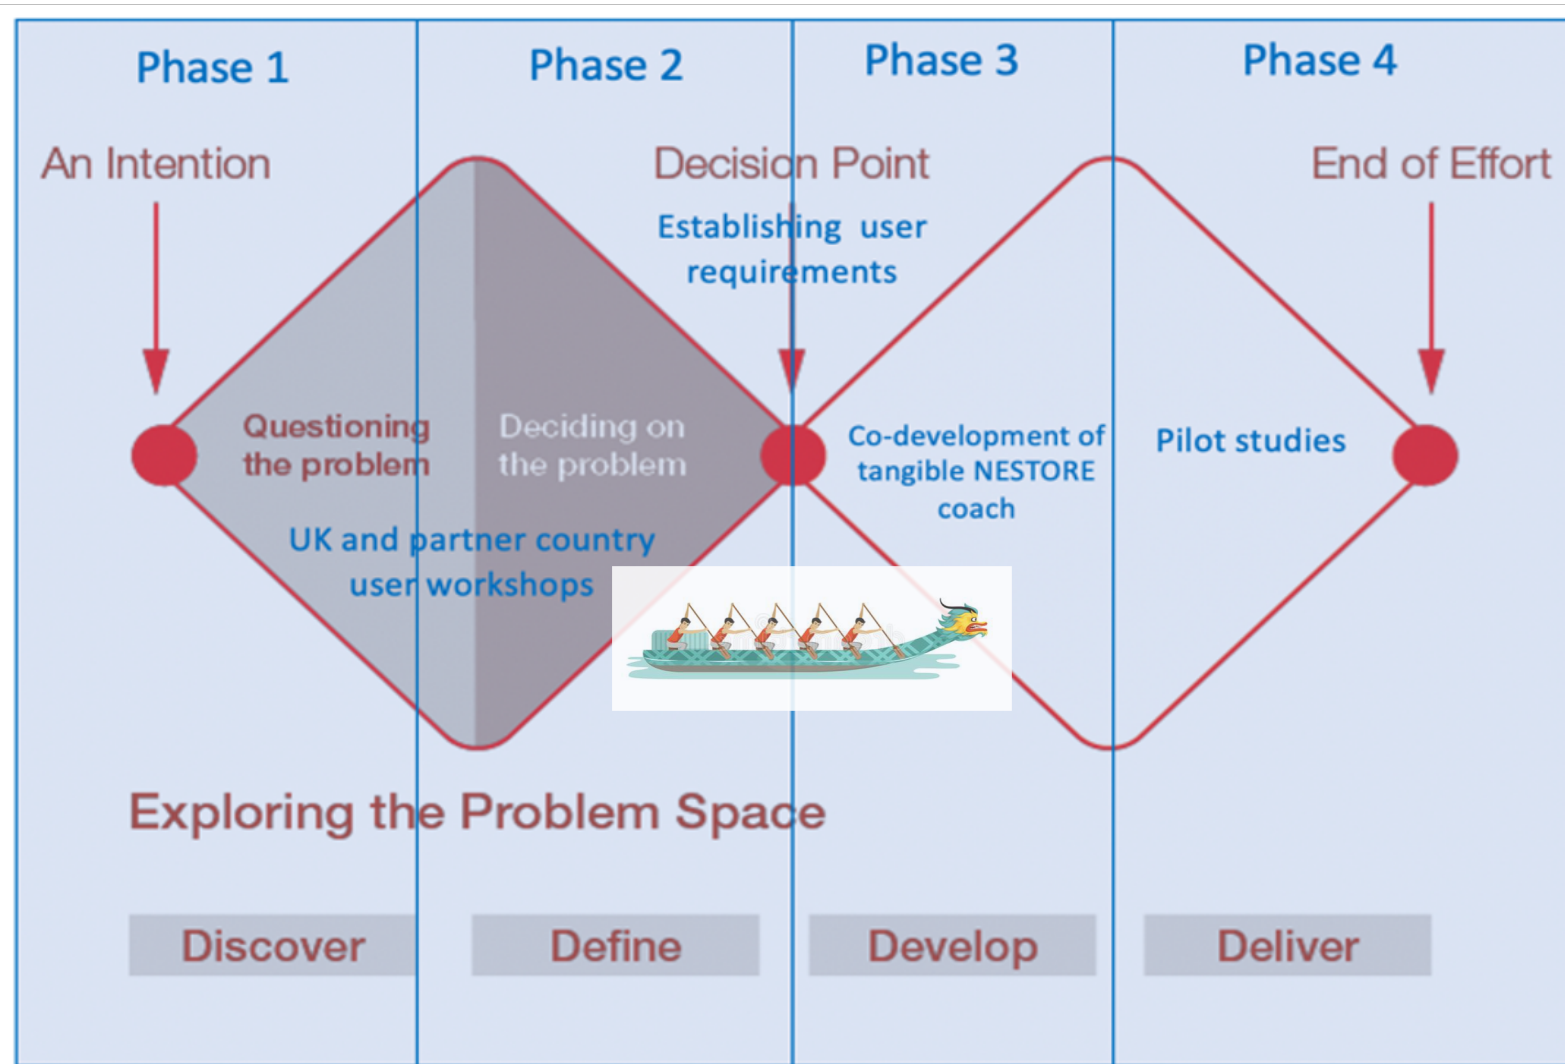 Phase 1
Phase 2
Phase 3
Phase 4
An Intention
Decision Point
End of Effort
Establishing user
requirements
Questioning
the problem
Deciding on
the problem
Co-development of
tangible NESTORE
coach
Pilot studies
UK and partner country
user workshops
Exploring the Problem Space
Discover
Define
Develop
Deliver